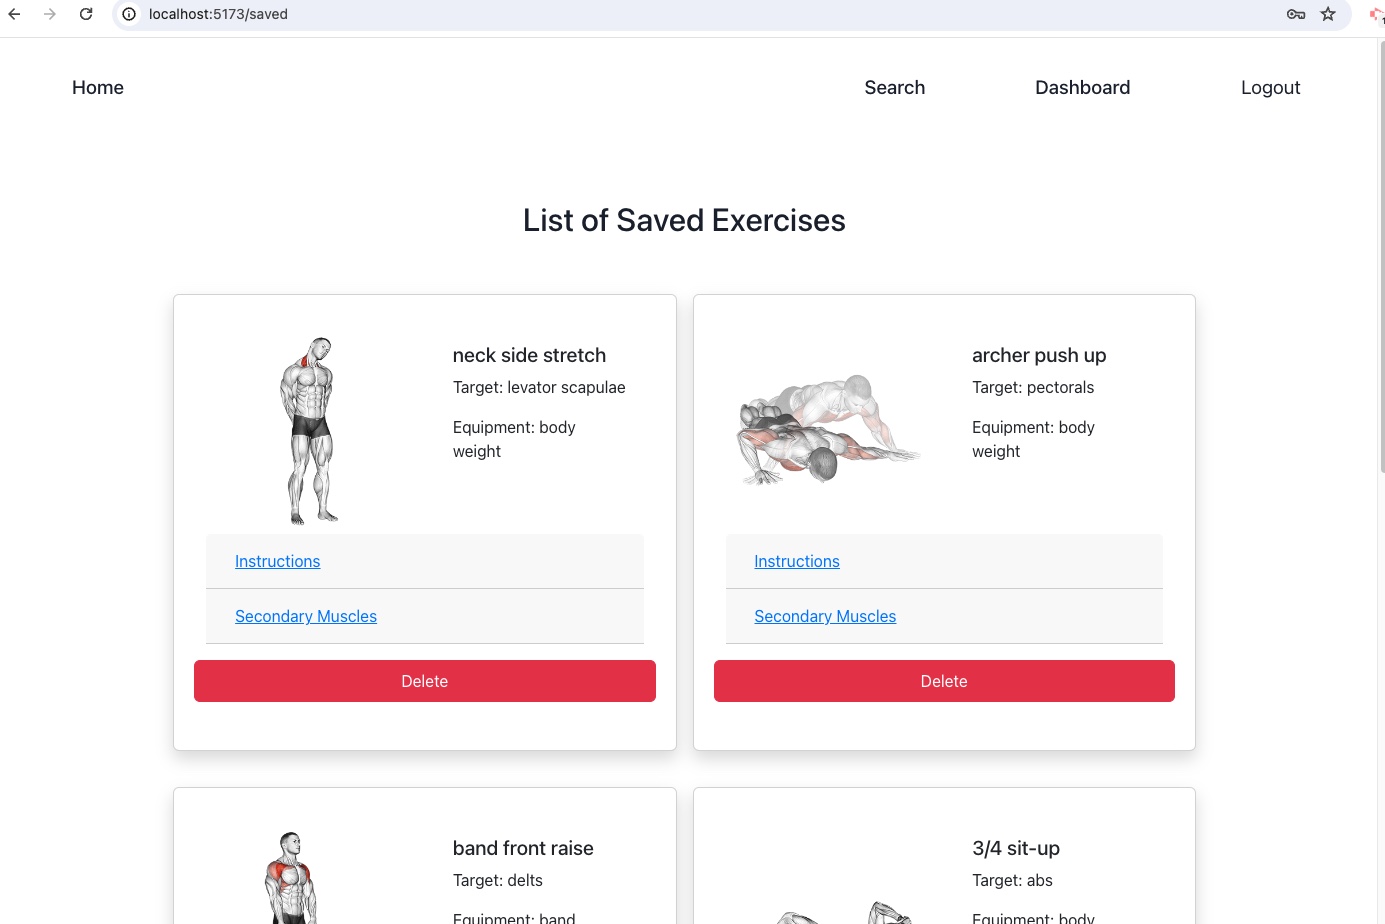 localhost:5173/saved
Home
Search
Dashboard
Logout
List of Saved Exercises
neck side stretch
Target: levator scapulae
Equipment: body
weight
Instructions
Secondary Muscles
Delete
archer push up
Target: pectorals
Equipment: body
weight
Instructions
Secondary Muscles
Delete
band front raise
Target: delts
Equipment: band
3/4 sit-up
Target: abs
Equipment: body